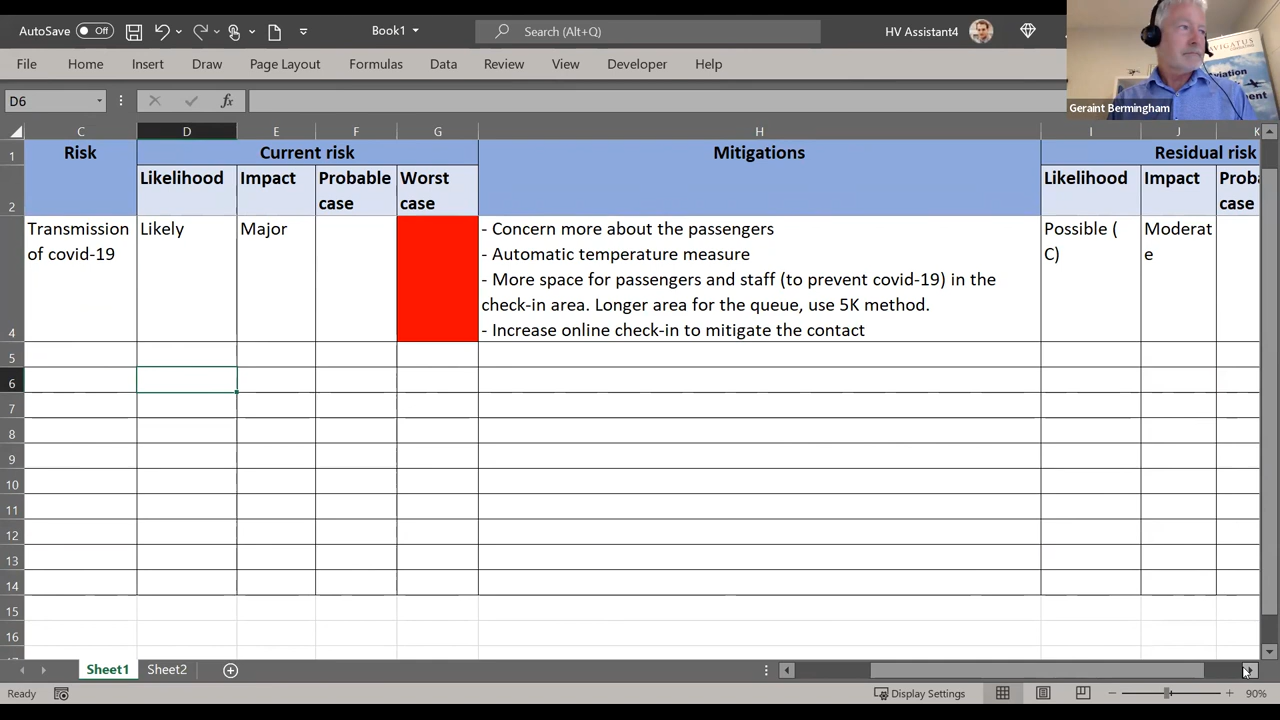 AutoSave Off Book1 Search (Alt+Q) HV Assistant4
File Home Insert Draw Page Layout Formulas Data Review View Developer Help
Aviation
Geraint Bermingham
D6 fx
C D E F G H I J K
1 Risk Current risk Mitigations Residual risk
2 Likelihood Impact Probable case Worst case Likelihood Impact case
4 Transmission of covid-19 Likely Major
- Concern more about the passengers
- Automatic temperature measure
- More space for passengers and staff (to prevent covid-19) in the
check-in area. Longer area for the queue, use 5K method.
- Increase online check-in to mitigate the contact
Possible (
C)
Moderat
e
5
6
7
8
9
10
11
12
13
14
15
16
Sheet1 Sheet2
Ready Display Settings 90%